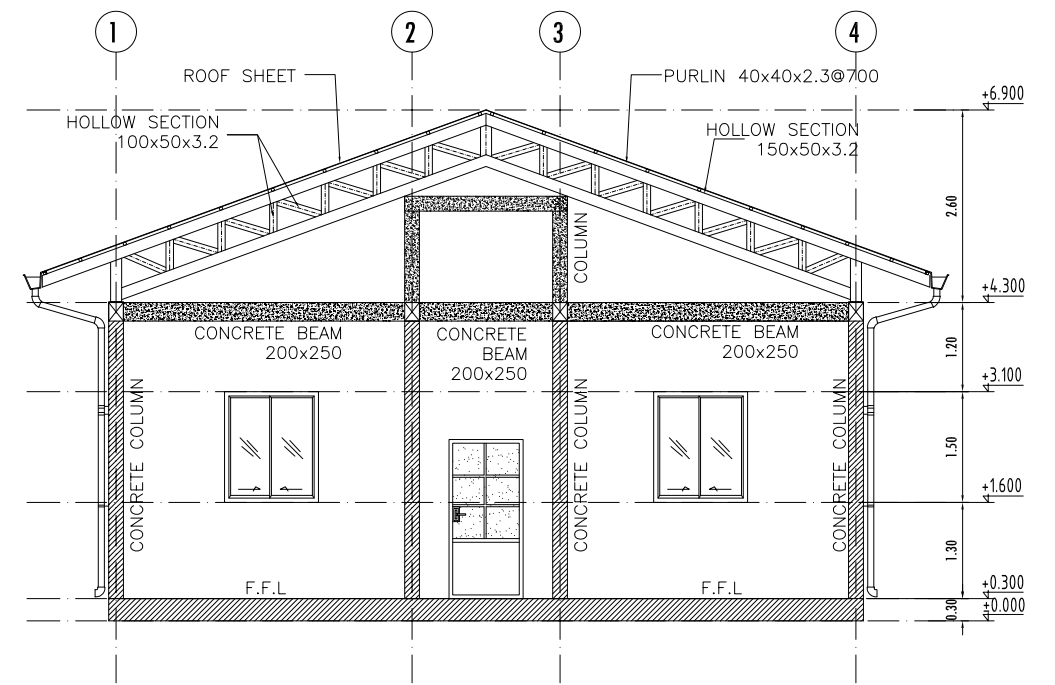 1 2 3 4
ROOF SHEET
PURLIN 40x40x2.3@700
+6.900
HOLLOW SECTION
100x50x3.2
HOLLOW SECTION
150x50x3.2
2.60
COLUMN
+4.300
CONCRETE BEAM
200x250
CONCRETE
BEAM
200x250
CONCRETE BEAM
200x250
1.20
+3.100
CONCRETE COLUMN
CONCRETE COLUMN
CONCRETE COLUMN
1.50
+1.600
1.30
F.F.L
F.F.L
+0.300
0.30
±0.000